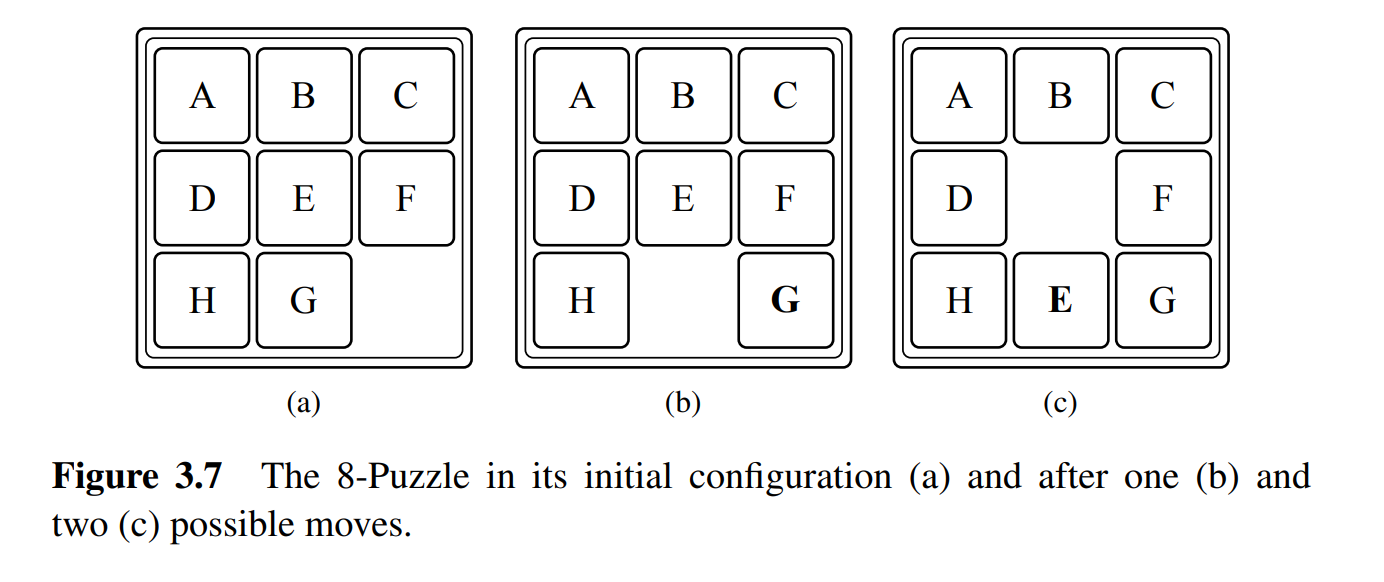 A B C A B C A B C
D E F D E F D F
H G H G H E G
(a) (b) (c)
Figure 3.7 The 8-Puzzle in its initial configuration (a) and after one (b) and
two (c) possible moves.